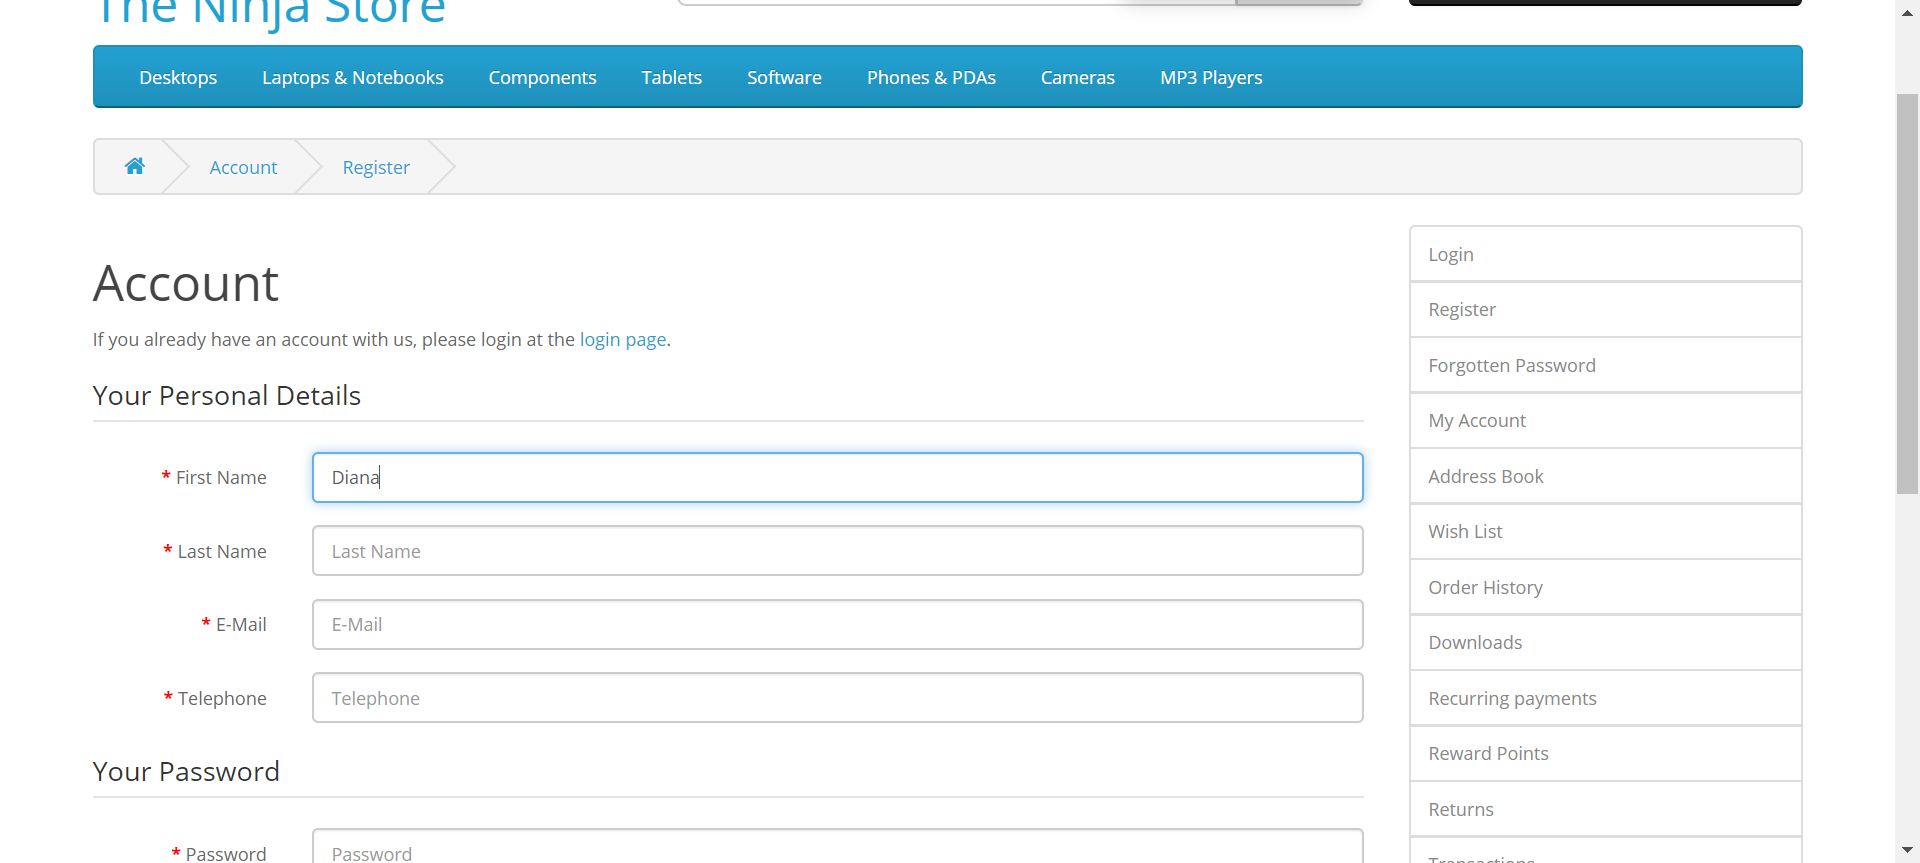 The Ninja Store
Desktops Laptops & Notebooks Components Tablets Software Phones & PDAs Cameras MP3 Players
Account Register
Account
If you already have an account with us, please login at the login page.
Your Personal Details
* First Name Diana
* Last Name Last Name
* E-Mail E-Mail
* Telephone Telephone
Your Password
* Password Password
Login
Register
Forgotten Password
My Account
Address Book
Wish List
Order History
Downloads
Recurring payments
Reward Points
Returns
Transactions